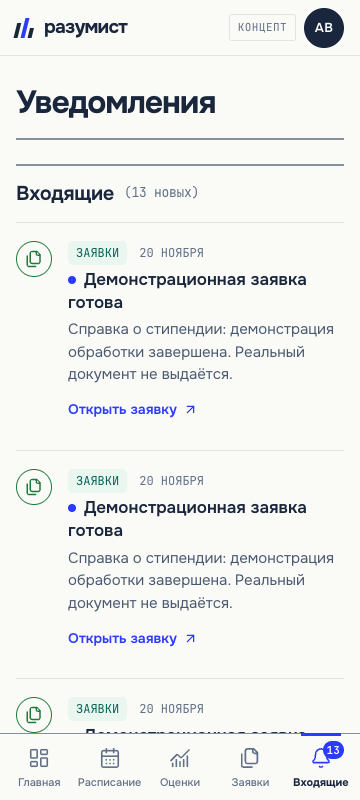 разумист
КОНЦЕПТ
АВ
Уведомления
Входящие (13 новых)
ЗАЯВКИ 20 НОЯБРЯ
Демонстрационная заявка
готова
Справка о стипендии: демонстрация
обработки завершена. Реальный
документ не выдаётся.
Открыть заявку
ЗАЯВКИ 20 НОЯБРЯ
Демонстрационная заявка
готова
Справка о стипендии: демонстрация
обработки завершена. Реальный
документ не выдаётся.
Открыть заявку
ЗАЯВКИ 20 НОЯБРЯ
13
Главная Расписание Оценки Заявки Входящие